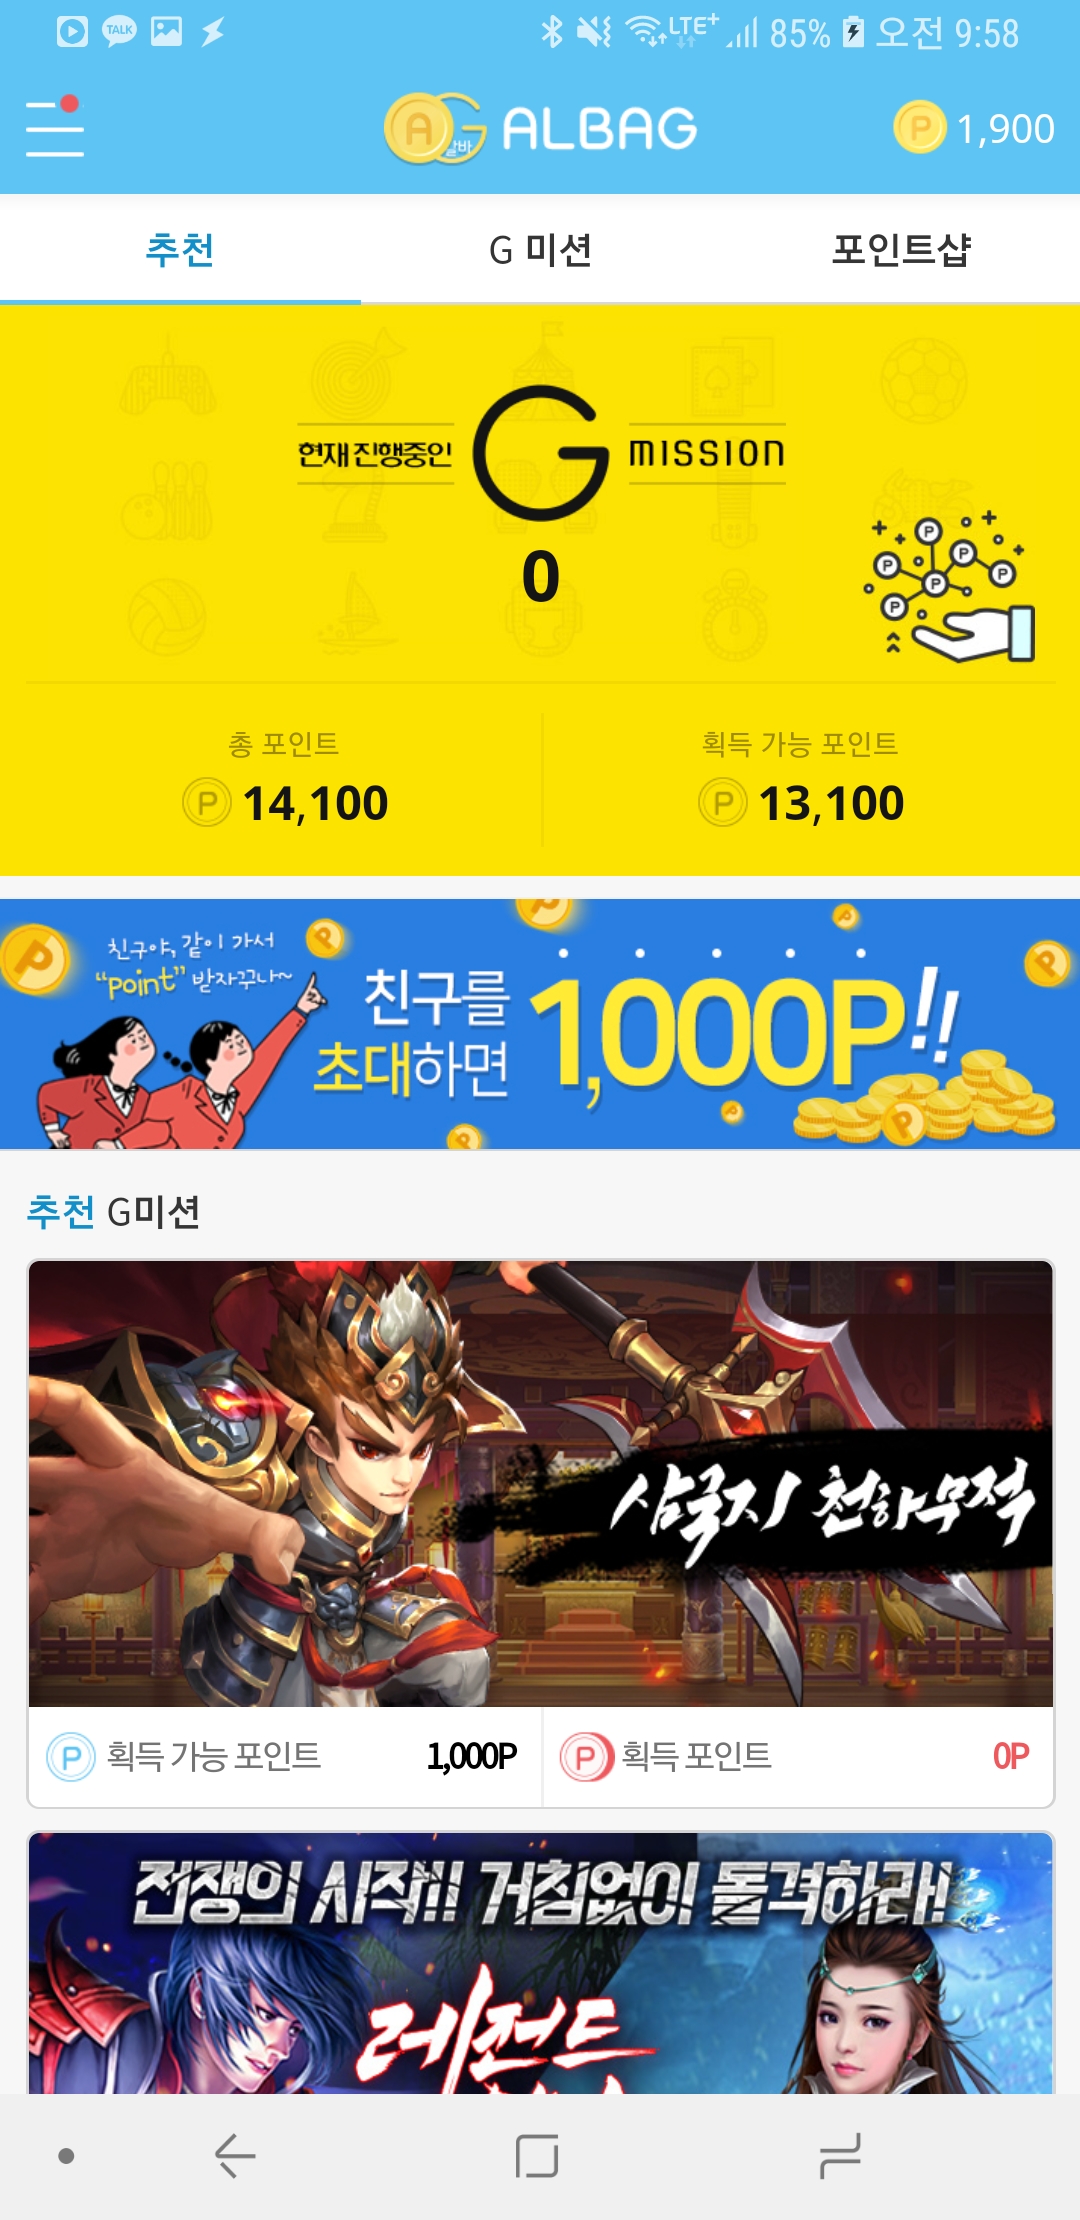 TALK LTE+ 85% 오전 9:58
A G 알바 ALBAG P 1,900
추천 G 미션 포인트샵
현재 진행중인 G MISSION
0
총 포인트 획득 가능 포인트
P 14,100 P 13,100
친구야, 같이 가서
"point" 받자꾸나~
친구를
초대하면 1,000P!!
추천 G미션
삼국지 천하무적
P 획득 가능 포인트 1,000P P 획득 포인트 0P
전쟁의 시작!! 거침없이 돌격하라!
레전드